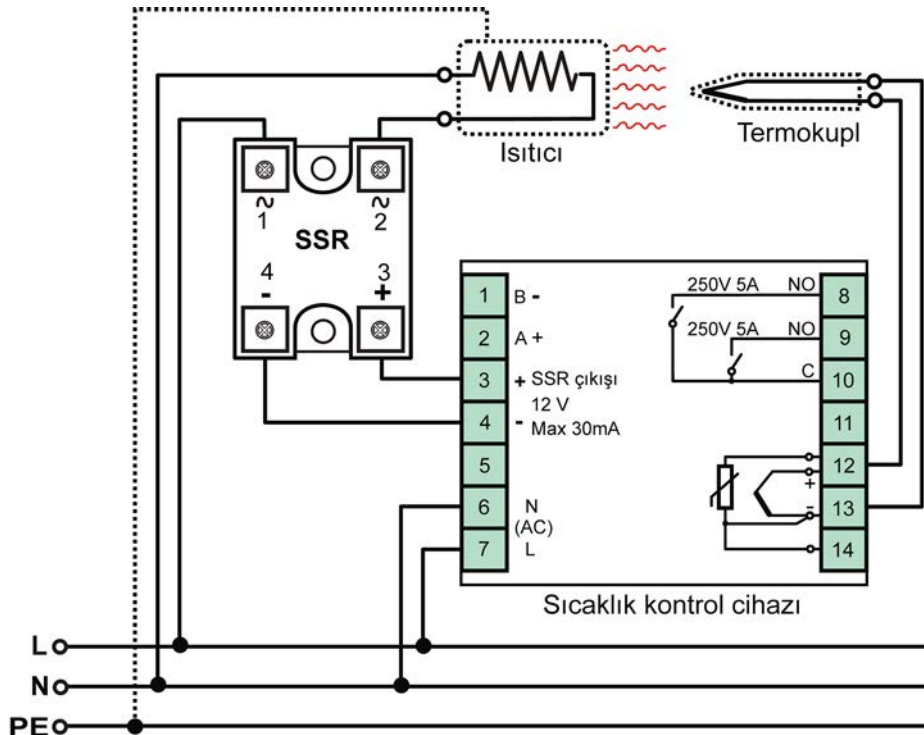 Isıtıcı
Termokupl
~ ~
1 2
SSR
4 3
- +
1 B -
2 A +
3 + SSR çıkışı
12 V
4 - Max 30mA
5
6 N
(AC)
7 L
250V 5A NO 8
250V 5A NO 9
C 10
11
12
+
- 13
14
Sıcaklık kontrol cihazı
L
N
PE